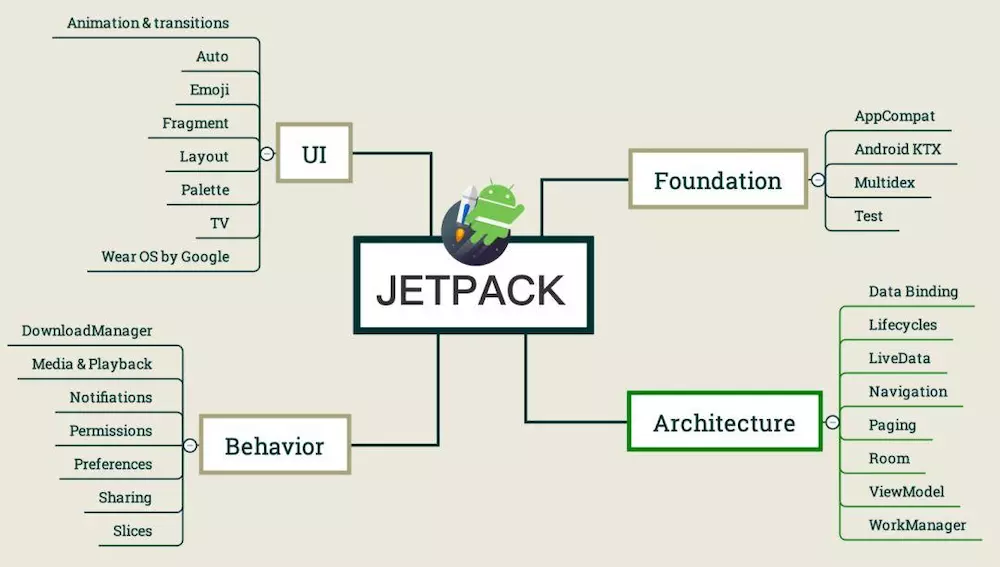 JETPACK
UI
Animation & transitions
Auto
Emoji
Fragment
Layout
Palette
TV
Wear OS by Google
Foundation
AppCompat
Android KTX
Multidex
Test
Behavior
DownloadManager
Media & Playback
Notifiations
Permissions
Preferences
Sharing
Slices
Architecture
Data Binding
Lifecycles
LiveData
Navigation
Paging
Room
ViewModel
WorkManager